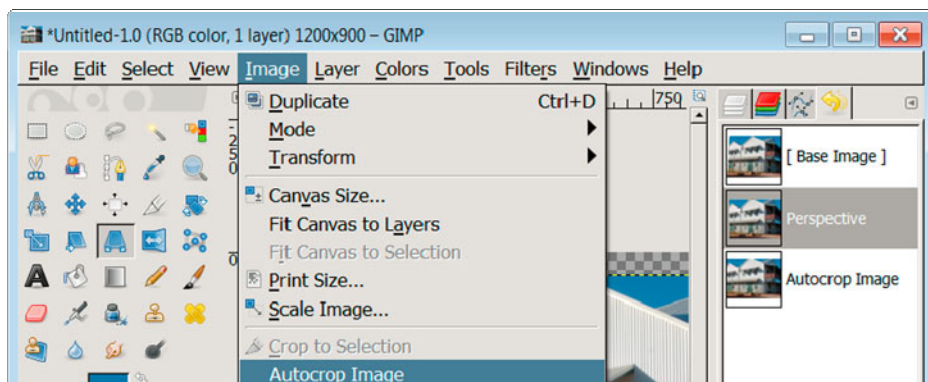 *Untitled-1.0 (RGB color, 1 layer) 1200x900 – GIMP
File Edit Select View Image Layer Colors Tools Filters Windows Help
Duplicate Ctrl+D
Mode
Transform
Canvas Size...
Fit Canvas to Layers
Fit Canvas to Selection
Print Size...
Scale Image...
Crop to Selection
Autocrop Image
250
0
750
[ Base Image ]
Perspective
Autocrop Image